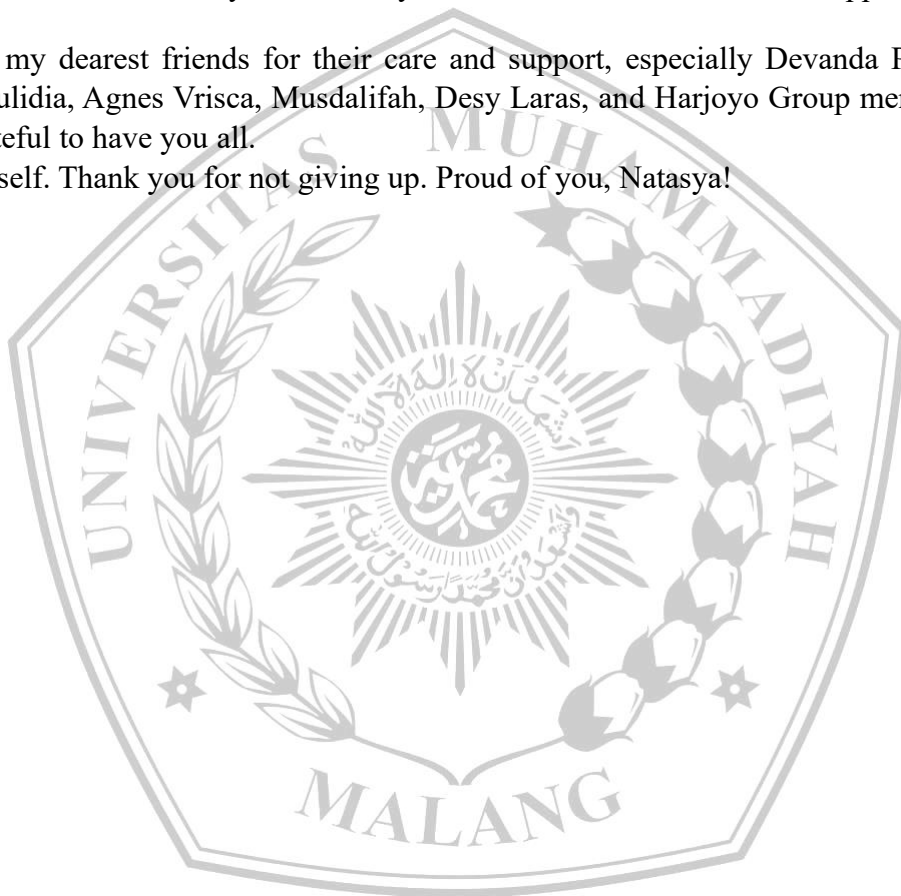 my dearest friends for their care and support, especially Devanda
ulidia, Agnes Vrisca, Musdalifah, Desy Laras, and Harjoyo Group
teful to have you all.
self. Thank you for not giving up. Proud of you, Natasya!
UNIVERSITAS MUHAMMADIYAH
MALANG